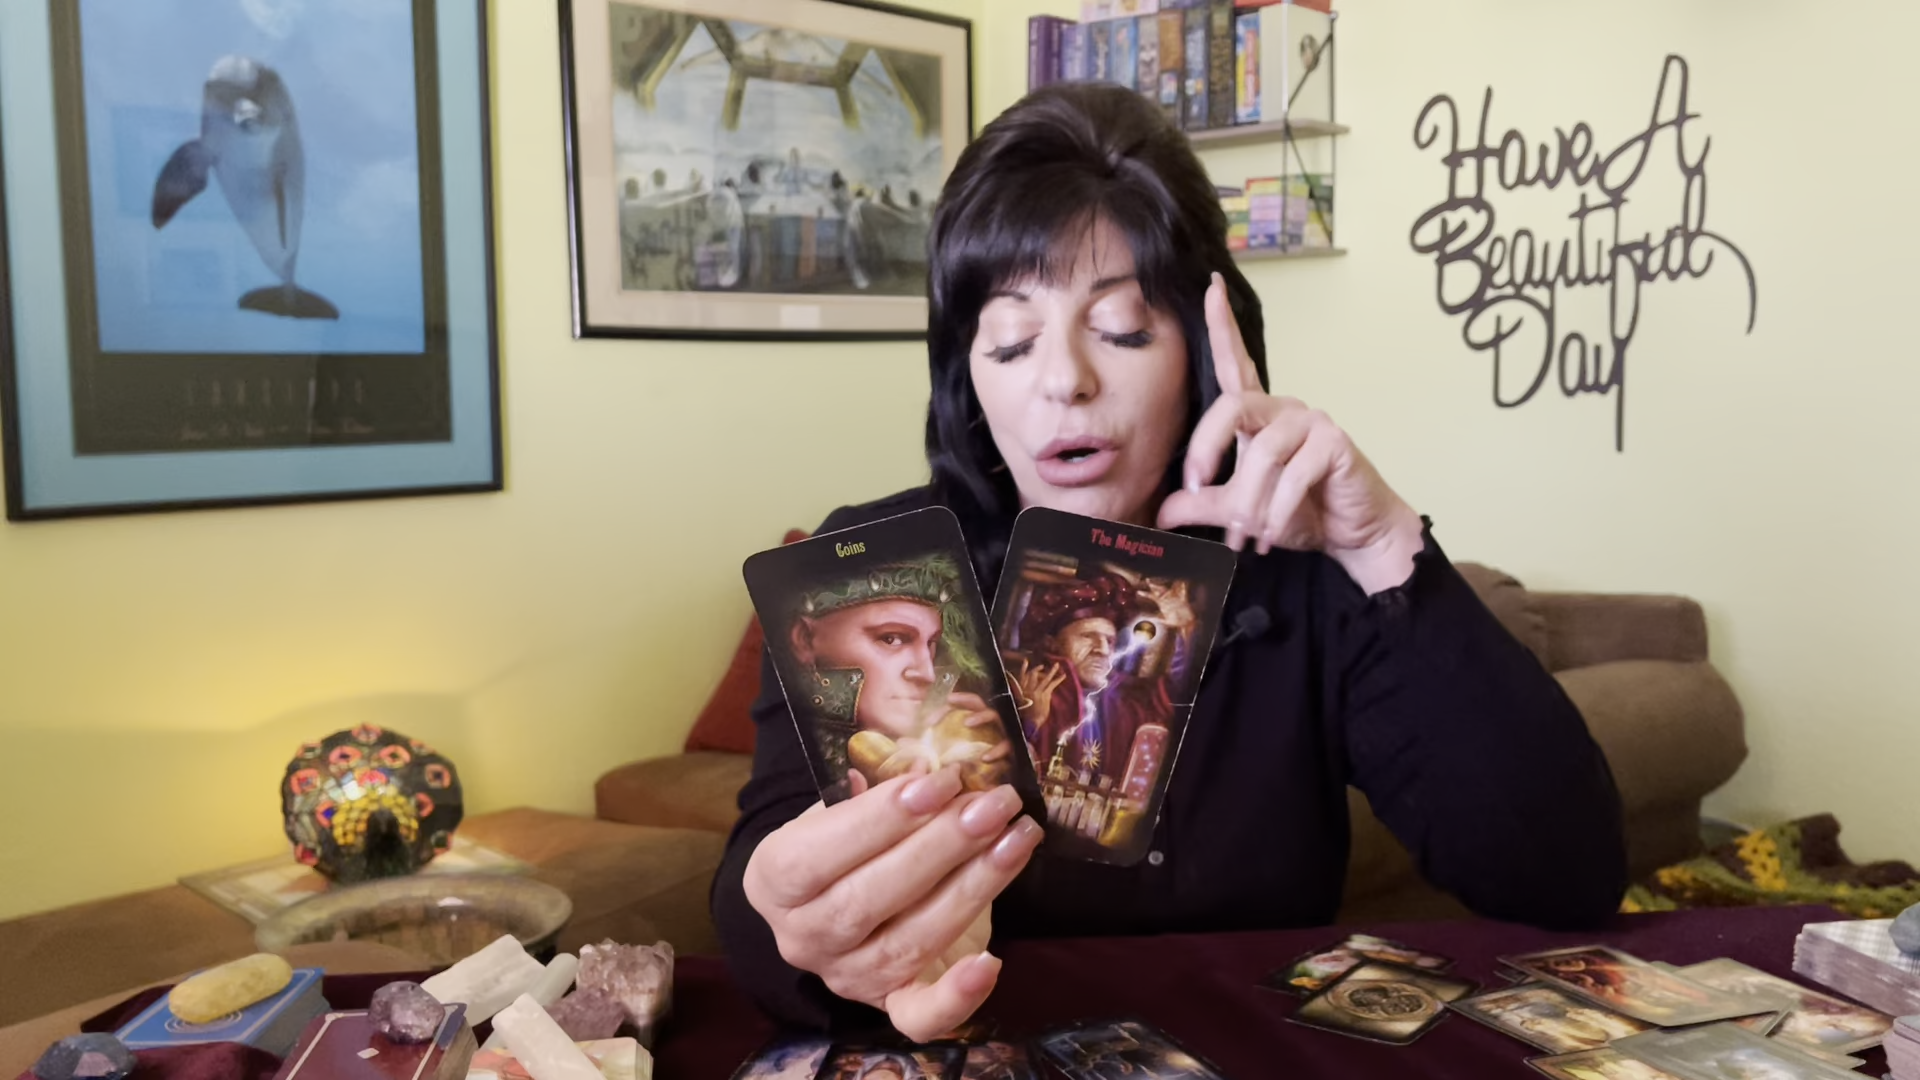 Have A
Beautiful
Day
Coins
The Magician